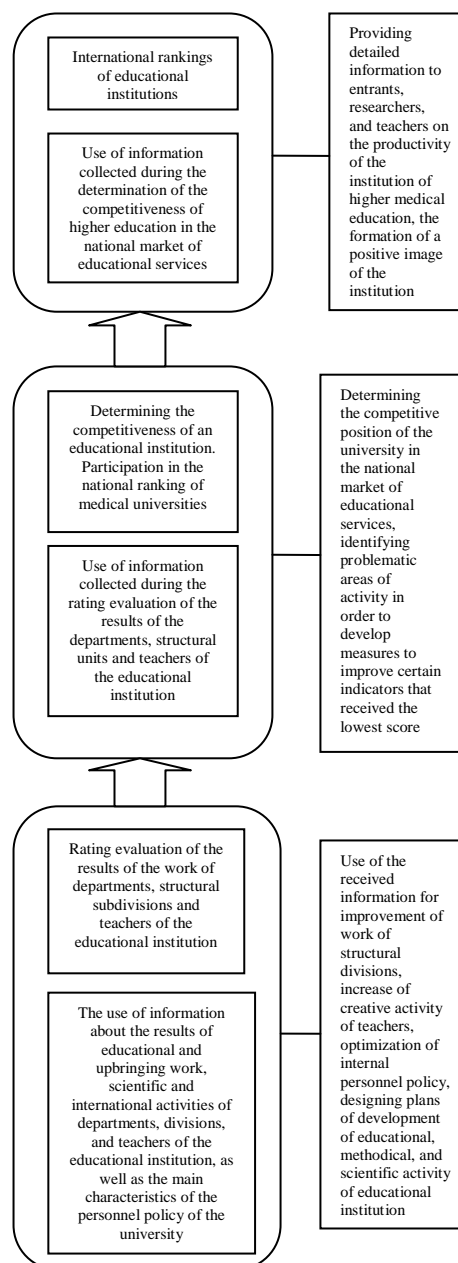 International rankings
of educational
institutions
Use of information
collected during the
determination of the
competitiveness of
higher education in the
national market of
educational services
Providing
detailed
information to
entrants,
researchers,
and teachers on
the productivity
of the
institution of
higher medical
education, the
formation of a
positive image
of the
institution
Determining the
competitiveness of an
educational institution.
Participation in the
national ranking of
medical universities
Use of information
collected during the
rating evaluation of the
results of the
departments, structural
units and teachers of
the educational
institution
Determining
the competitive
position of the
university in
the national
market of
educational
services,
identifying
problematic
areas of
activity in
order to
develop
measures to
improve certain
indicators that
received the
lowest score
Rating evaluation of the
results of the work of
departments, structural
subdivisions and
teachers of the
educational institution
The use of information
about the results of
educational and
upbringing work,
scientific and
international activities of
departments, divisions,
and teachers of the
educational institution, as
well as the main
characteristics of the
personnel policy of the
university
Use of the
received
information for
improvement of
work of
structural
divisions,
increase of
creative activity
of teachers,
optimization of
internal
personnel policy,
designing plans
of development
of educational,
methodical, and
scientific activity
of educational
institution